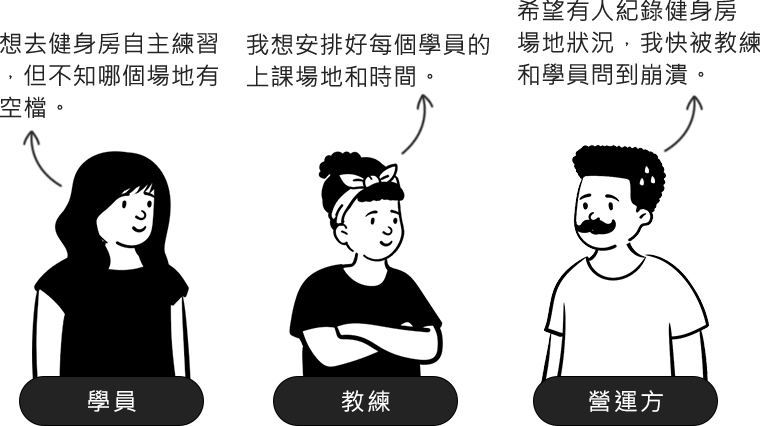 想去健身房自主練習
，但不知哪個場地有
空檔。
我想安排好每個學員的
上課場地和時間。
希望有人紀錄健身房
場地狀況，我快被教練
和學員問到崩潰。
學員
教練
營運方